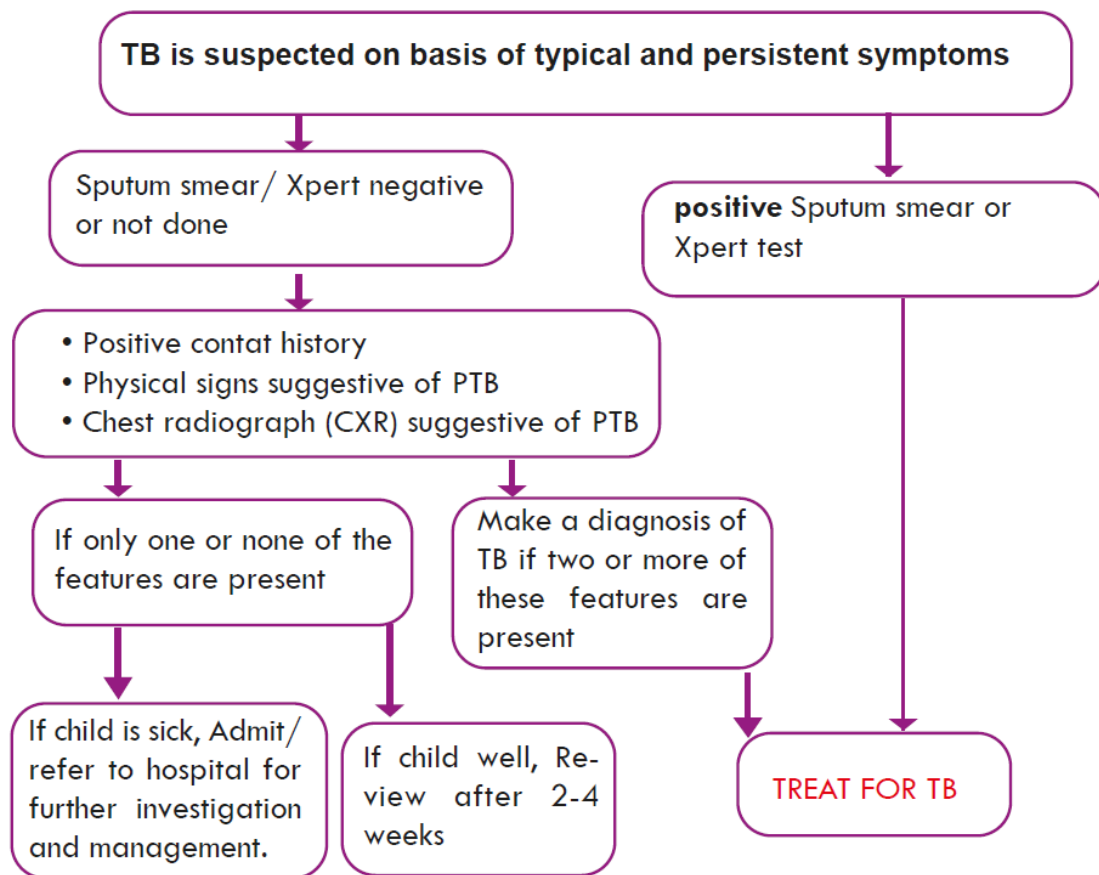 TB is suspected on basis of typical and persistent symptoms
Sputum smear/ Xpert negative
or not done
positive Sputum smear or
Xpert test
• Positive contat history
• Physical signs suggestive of PTB
• Chest radiograph (CXR) suggestive of PTB
If only one or none of the
features are present
Make a diagnosis of
TB if two or more of
these features are
present
If child is sick, Admit/
refer to hospital for
further investigation
and management.
If child well, Re-
view after 2-4
weeks
TREAT FOR TB